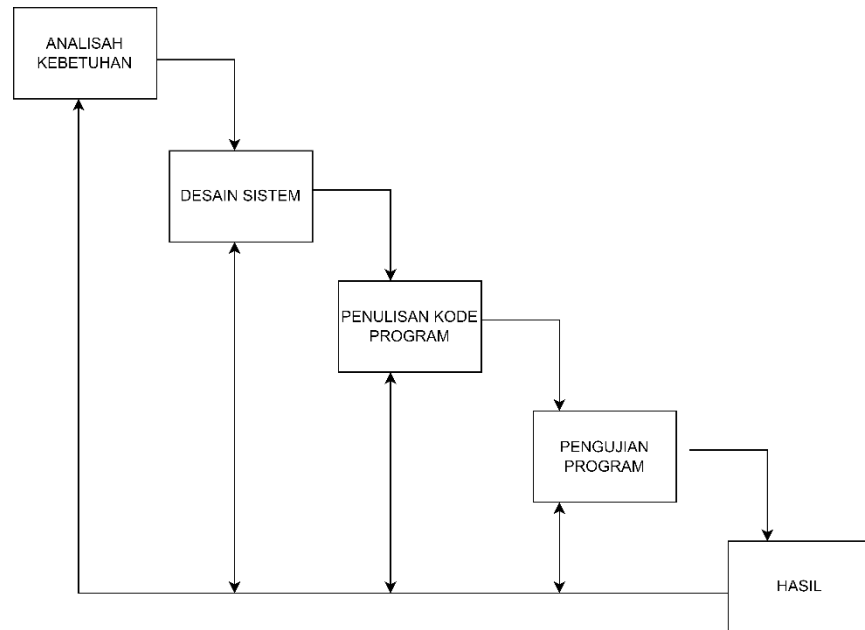 ANALISAH
KEBETUHAN
DESAIN SISTEM
PENULISAN KODE
PROGRAM
PENGUJIAN
PROGRAM
HASIL